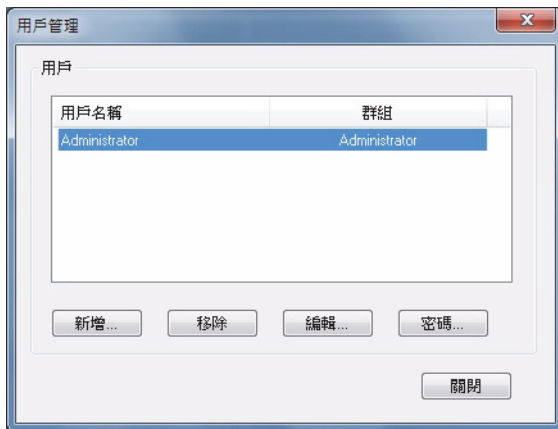 用戶管理
用戶
用戶名稱 群組
Administrator Administrator
新增... 移除 編輯... 密碼...
關閉